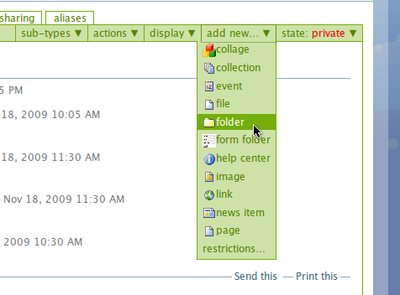 sharing aliases
sub-types ▼ actions ▼ display ▼ add new... ▼ state: private ▼
collage
5 PM
collection
event
file
18, 2009 10:05 AM
folder
form folder
18, 2009 11:30 AM
help center
image
link
Nov 18, 2009 11:30 AM
news item
page
2009 10:30 AM
restrictions...
Send this Print this